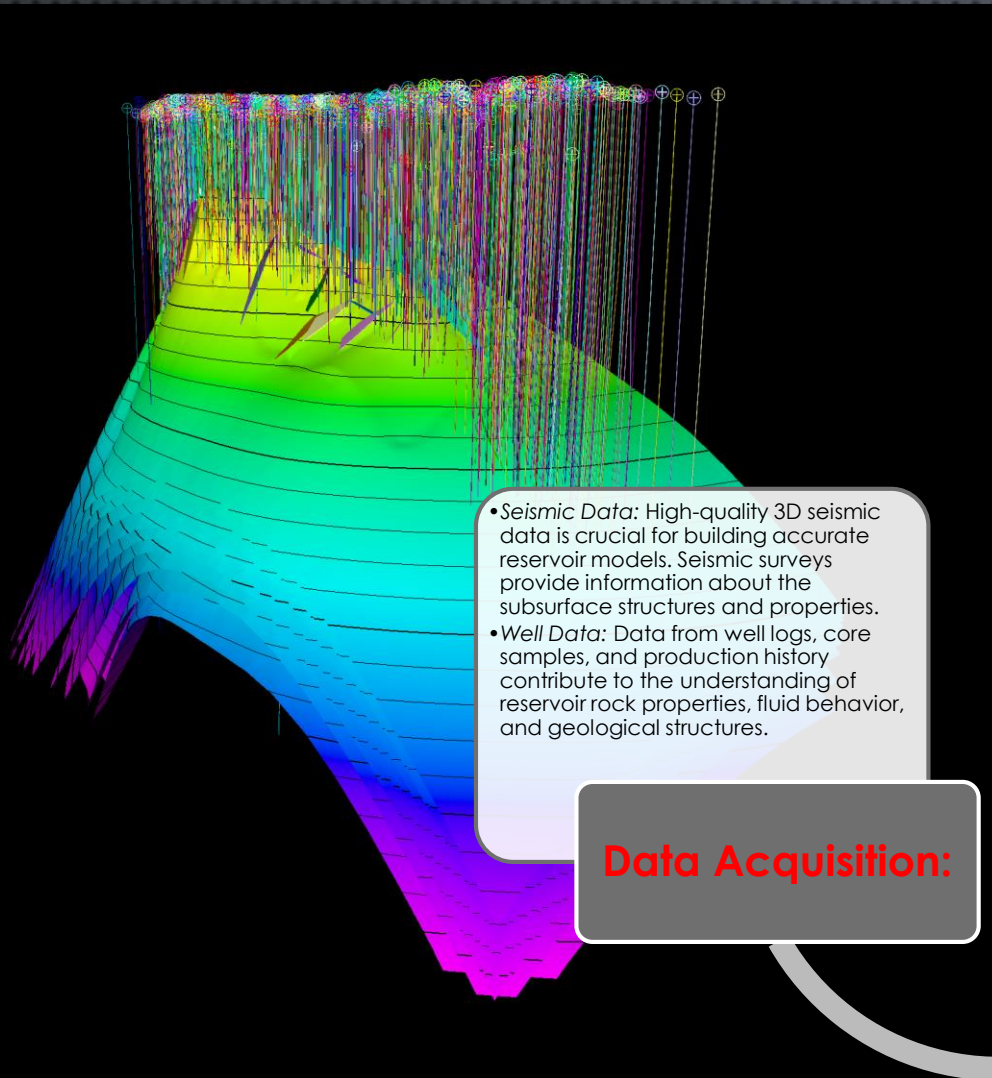 •Seismic Data: High-quality 3D seismic
data is crucial for building accurate
reservoir models. Seismic surveys
provide information about the
subsurface structures and properties.
•Well Data: Data from well logs, core
samples, and production history
contribute to the understanding of
reservoir rock properties, fluid behavior,
and geological structures.
Data Acquisition: